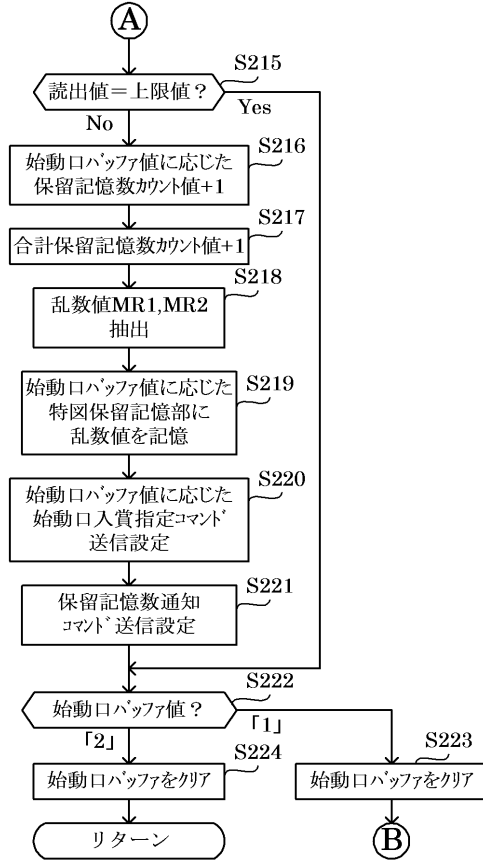 A
S215
読出値＝上限値？
Yes
No
S216
始動口バッファ値に応じた
保留記憶数カウント値+1
S217
合計保留記憶数カウント値+1
S218
乱数値MR1,MR2
抽出
S219
始動口バッファ値に応じた
特図保留記憶部に
乱数値を記憶
S220
始動口バッファ値に応じた
始動口入賞指定コマンド
送信設定
S221
保留記憶数通知
コマンド送信設定
S222
始動口バッファ値？
「1」
「2」
S224
S223
始動口バッファをクリア
始動口バッファをクリア
リターン
B